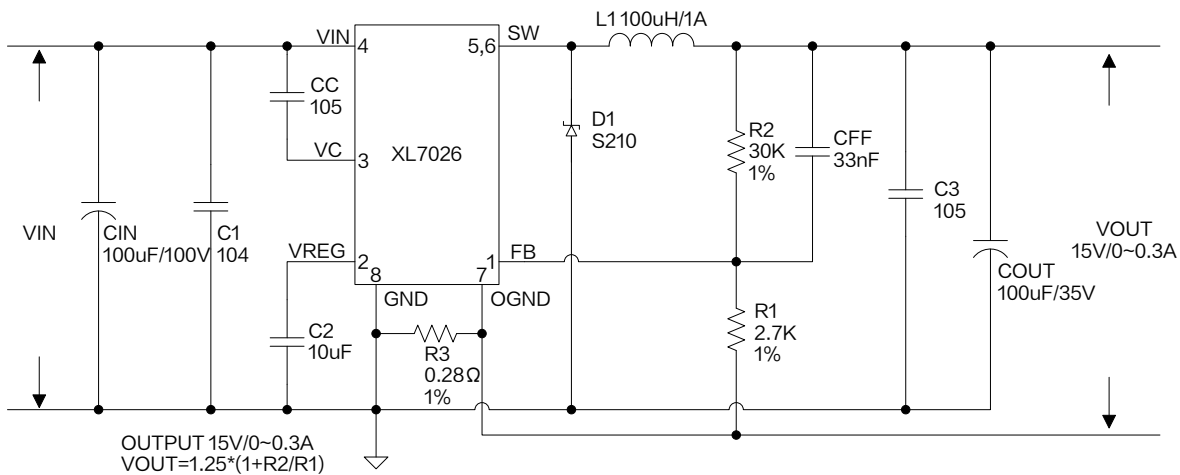 L1 100uH/1A
VIN
4
5,6
SW
CC
105
VC
3
XL7026
D1
S210
R2
30K
1%
CFF
33nF
C3
105
VIN
CIN
100uF/100V
C1
104
VREG
2
8
7
1
FB
GND
OGND
COUT
100uF/35V
VOUT
15V/0~0.3A
C2
10uF
R3
0.28Ω
1%
R1
2.7K
1%
OUTPUT 15V/0~0.3A
VOUT=1.25*(1+R2/R1)